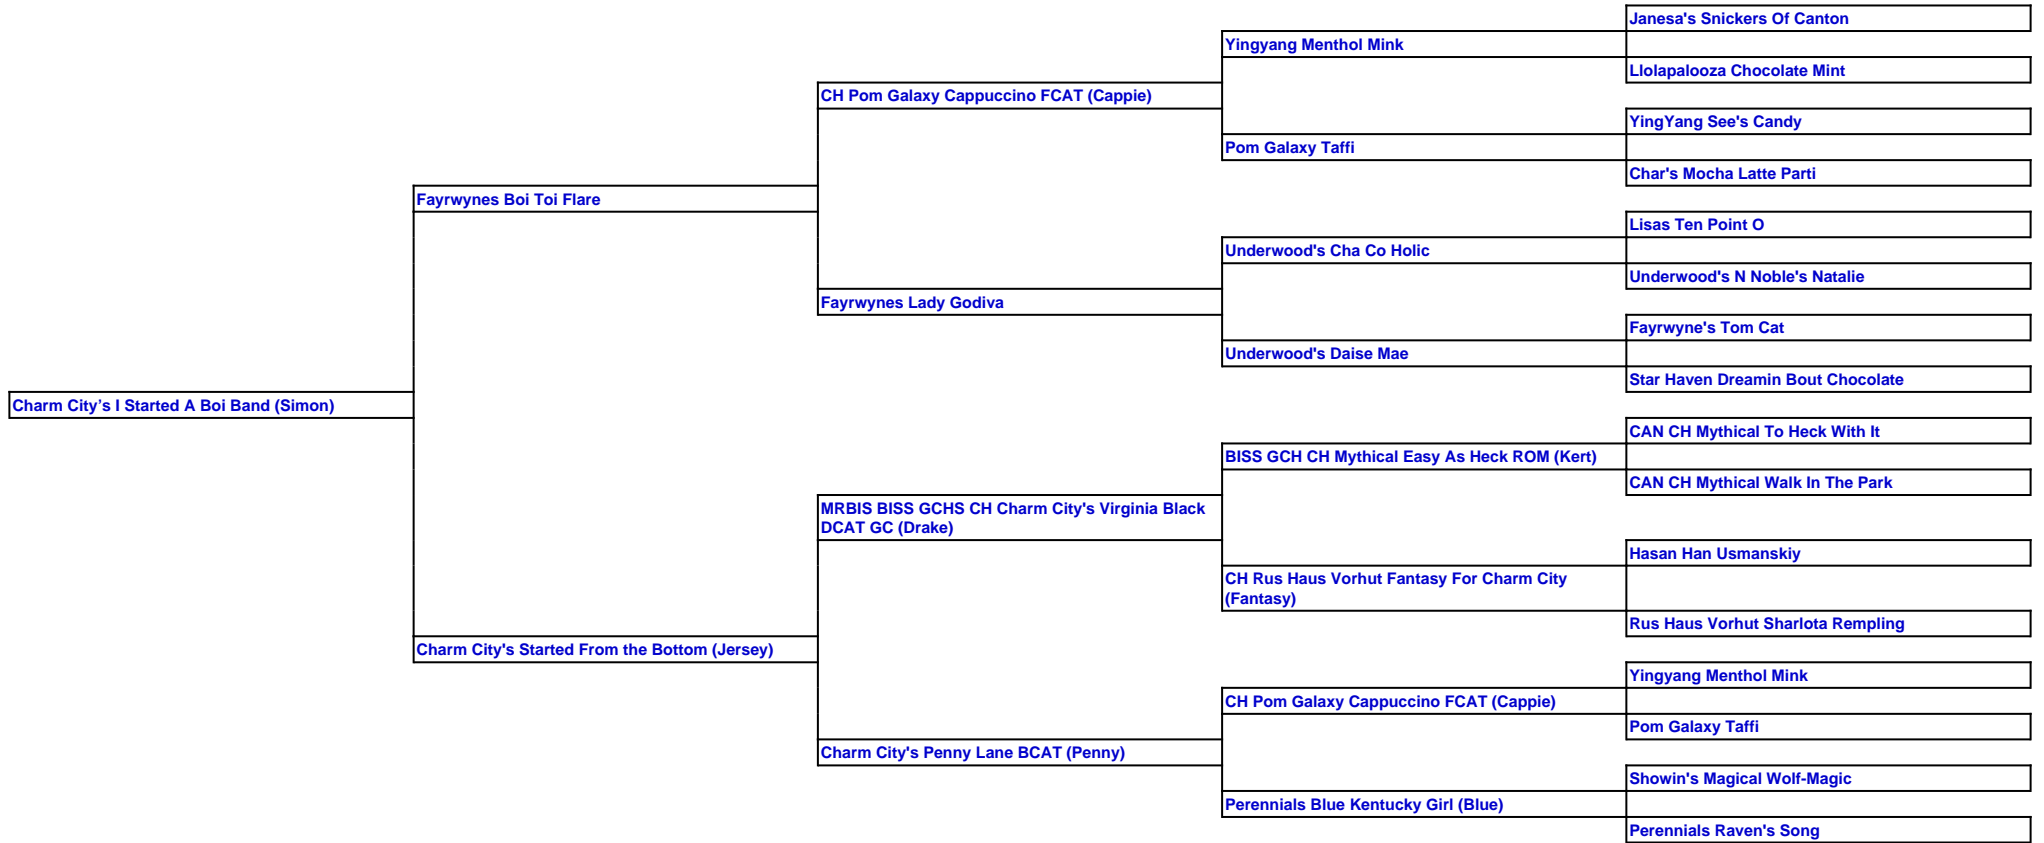 Janesa's Snickers Of Canton
Yingyang Menthol Mink
Llolapalooza Chocolate Mint
CH Pom Galaxy Cappuccino FCAT (Cappie)
YingYang See's Candy
Pom Galaxy Taffi
Char's Mocha Latte Parti
Fayrwynes Boi Toi Flare
Lisas Ten Point O
Underwood's Cha Co Holic
Underwood's N Noble's Natalie
Fayrwynes Lady Godiva
Fayrwyne's Tom Cat
Underwood's Daise Mae
Star Haven Dreamin Bout Chocolate
Charm City’s I Started A Boi Band (Simon)
CAN CH Mythical To Heck With It
BISS GCH CH Mythical Easy As Heck ROM (Kert)
CAN CH Mythical Walk In The Park
MRBIS BISS GCHS CH Charm City's Virginia Black
DCAT GC (Drake)
Hasan Han Usmanskiy
CH Rus Haus Vorhut Fantasy For Charm City
(Fantasy)
Rus Haus Vorhut Sharlota Rempling
Charm City's Started From the Bottom (Jersey)
Yingyang Menthol Mink
CH Pom Galaxy Cappuccino FCAT (Cappie)
Pom Galaxy Taffi
Charm City's Penny Lane BCAT (Penny)
Showin's Magical Wolf-Magic
Perennials Blue Kentucky Girl (Blue)
Perennials Raven's Song